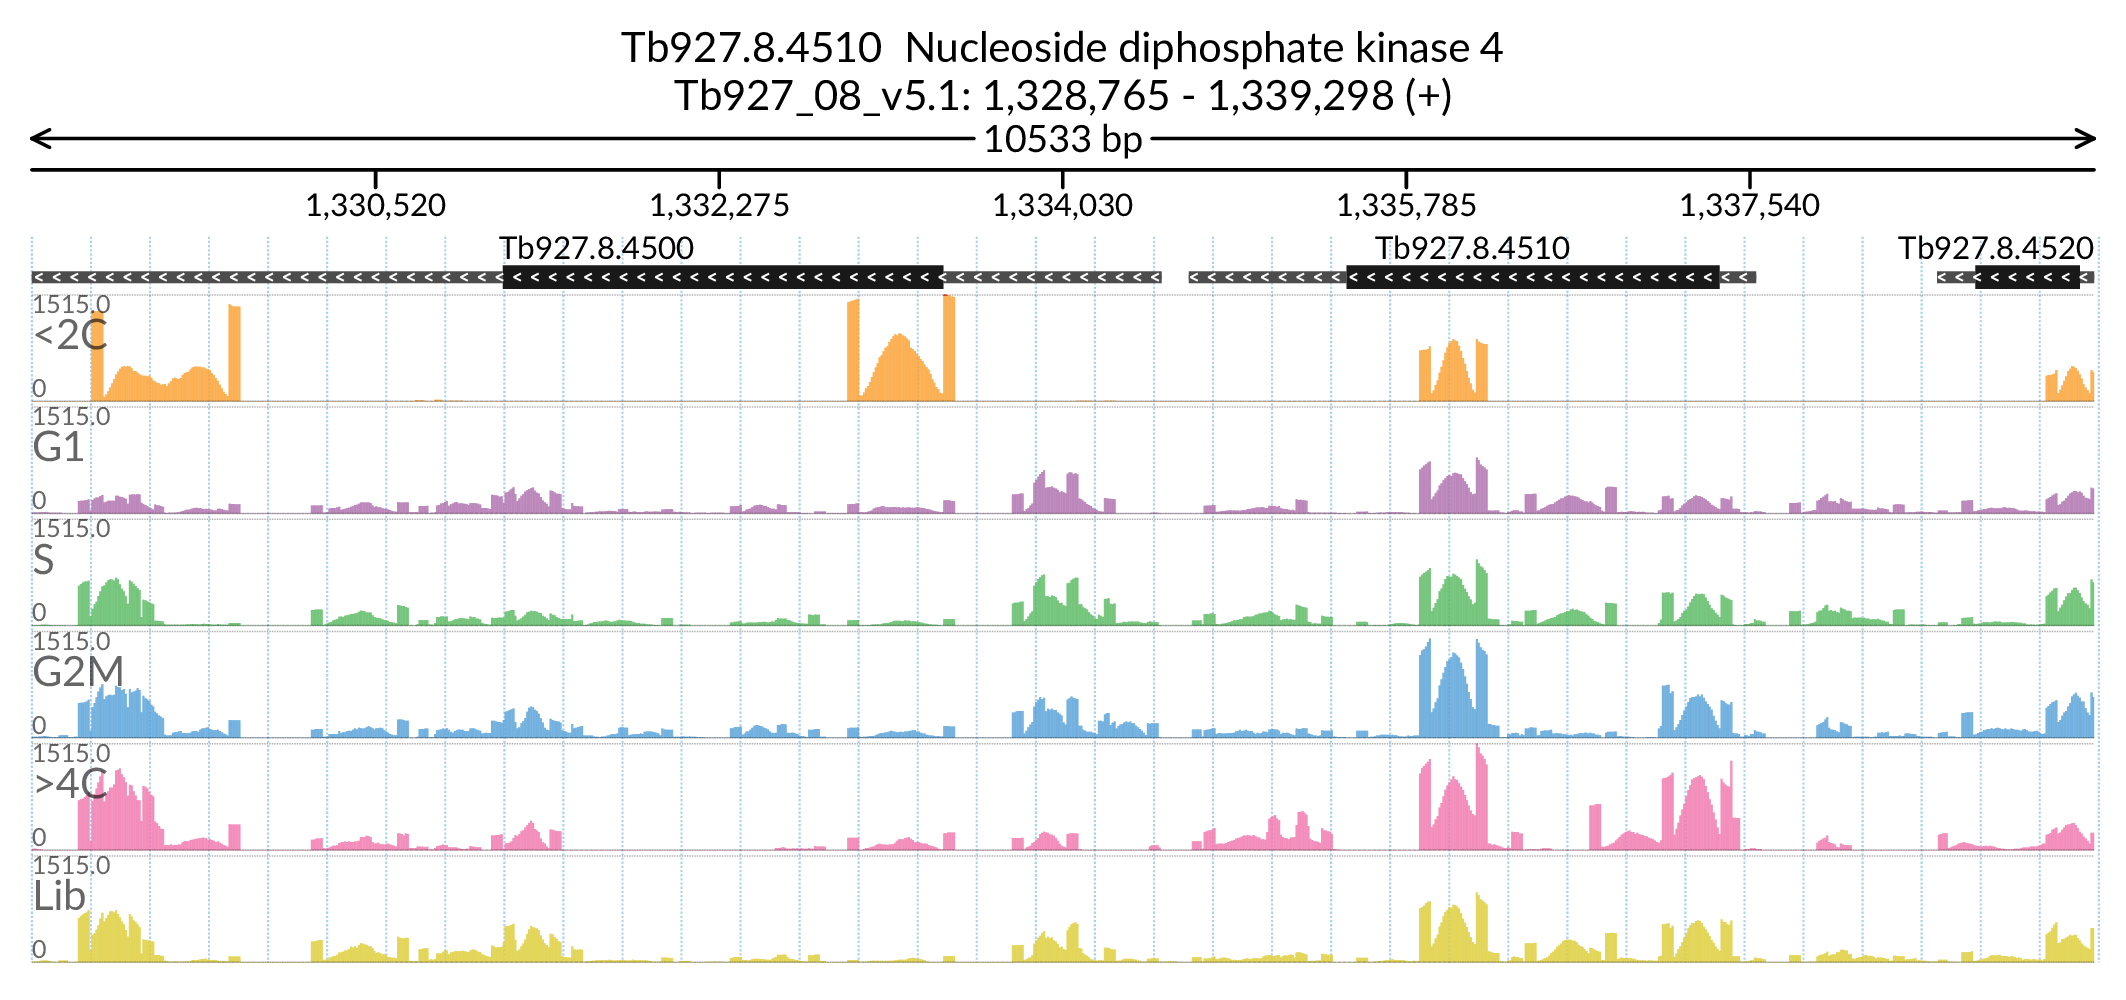 Tb927.8.4510  Nucleoside diphosphate kinase 4
Tb927_08_v5.1: 1,328,765 - 1,339,298 (+)
10533 bp
1,330,520 1,332,275 1,334,030 1,335,785 1,337,540
Tb927.8.4500 Tb927.8.4510 Tb927.8.4520
1515.0
<2C
0
1515.0
G1
0
1515.0
S
0
1515.0
G2M
0
1515.0
>4C
0
1515.0
Lib
0